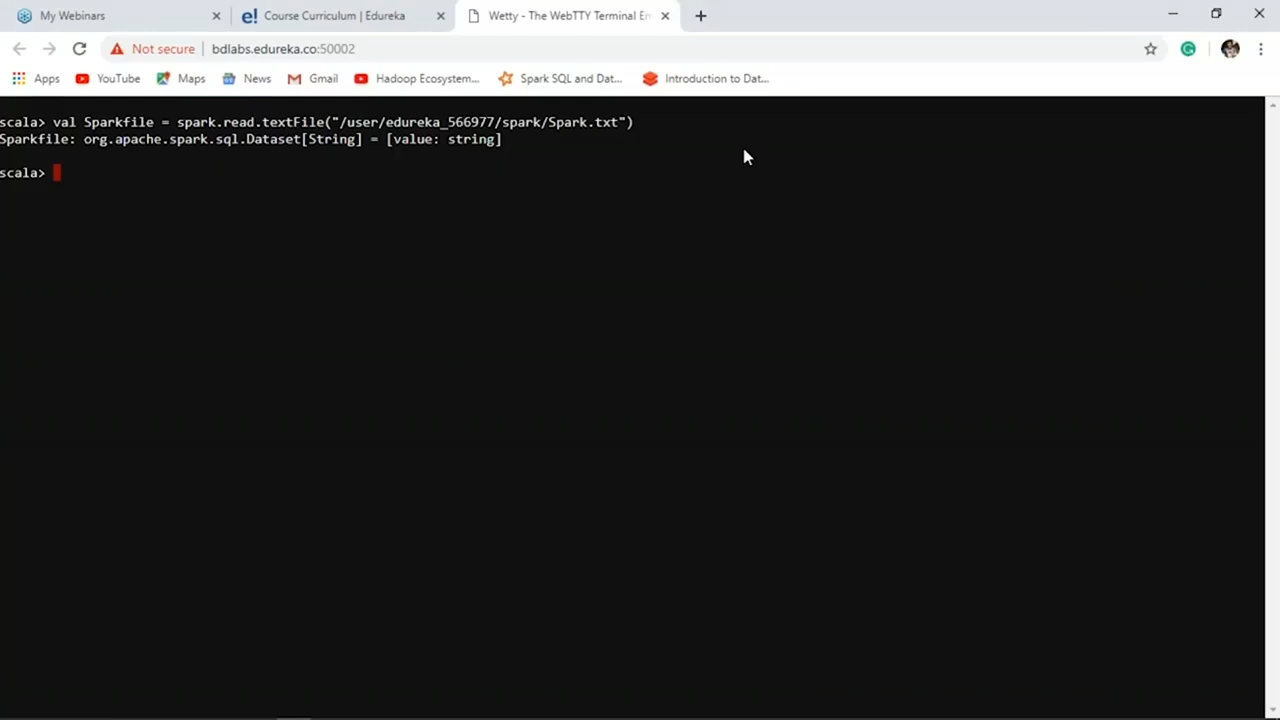 My Webinars
Course Curriculum | Edureka
Wetty - The WebTTY Terminal Em
Not secure | bdlabs.edureka.co:50002
Apps YouTube Maps News Gmail Hadoop Ecosystem... Spark SQL and Dat... Introduction to Dat...
scala> val Sparkfile = spark.read.textFile("/user/edureka_566977/spark/Spark.txt")
Sparkfile: org.apache.spark.sql.Dataset[String] = [value: string]
scala>